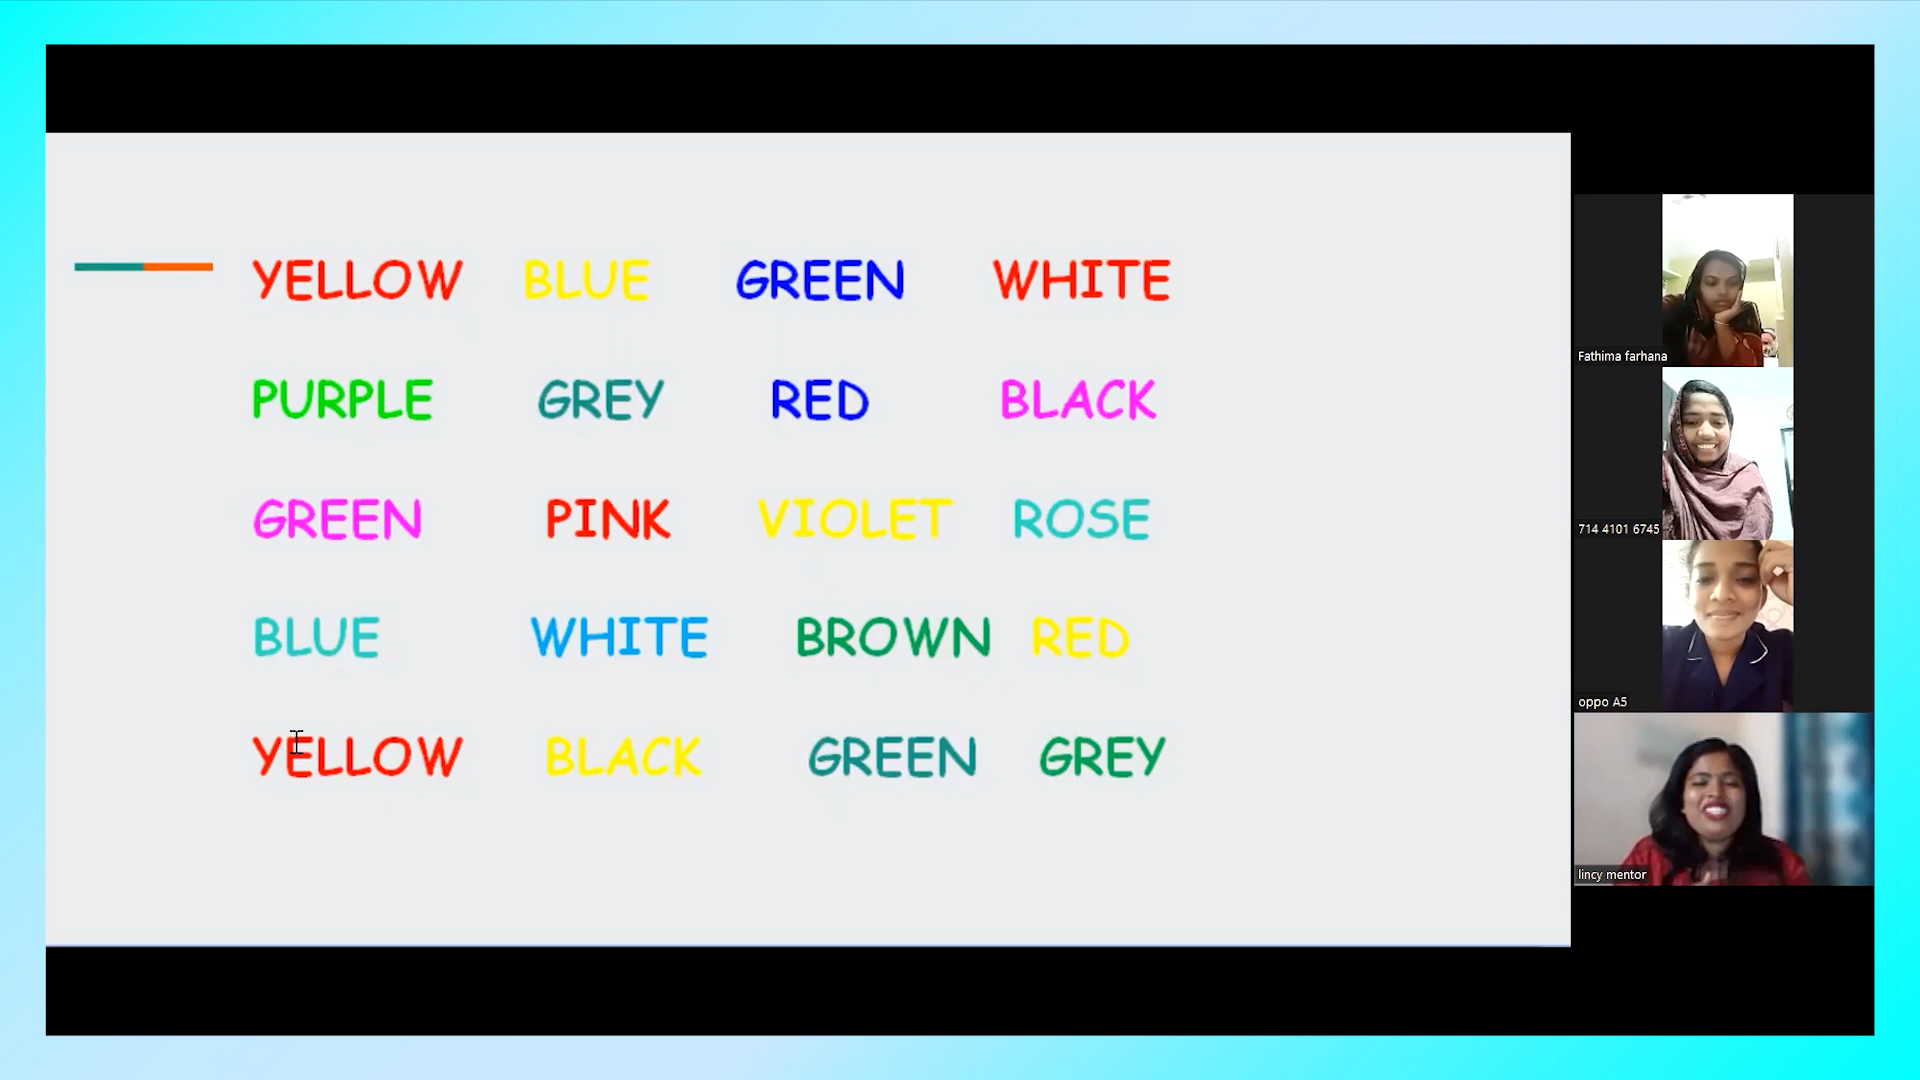 YELLOW BLUE GREEN WHITE
PURPLE GREY RED BLACK
GREEN PINK VIOLET ROSE
BLUE WHITE BROWN RED
YELLOW BLACK GREEN GREY
Fathima farhana
714 4101 6745
oppo A5
lincy mentor